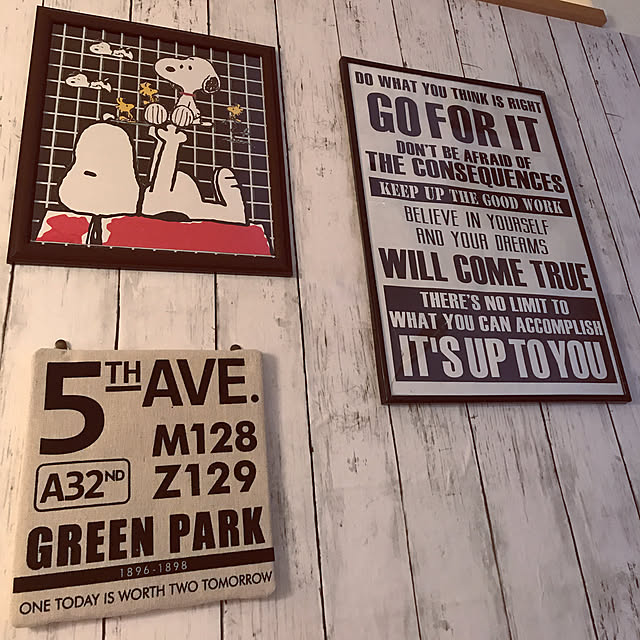 DO WHAT YOU THINK IS RIGHT
GO FOR IT
DON'T BE AFRAID OF
THE CONSEQUENCES
KEEP UP THE GOOD WORK
BELIEVE IN YOURSELF
AND YOUR DREAMS
WILL COME TRUE
THERE'S NO LIMIT TO
WHAT YOU CAN ACCOMPLISH
IT'S UP TO YOU
5TH AVE.
M128
A32ND
Z129
GREEN PARK
1896-1898
ONE TODAY IS WORTH TWO TOMORROW